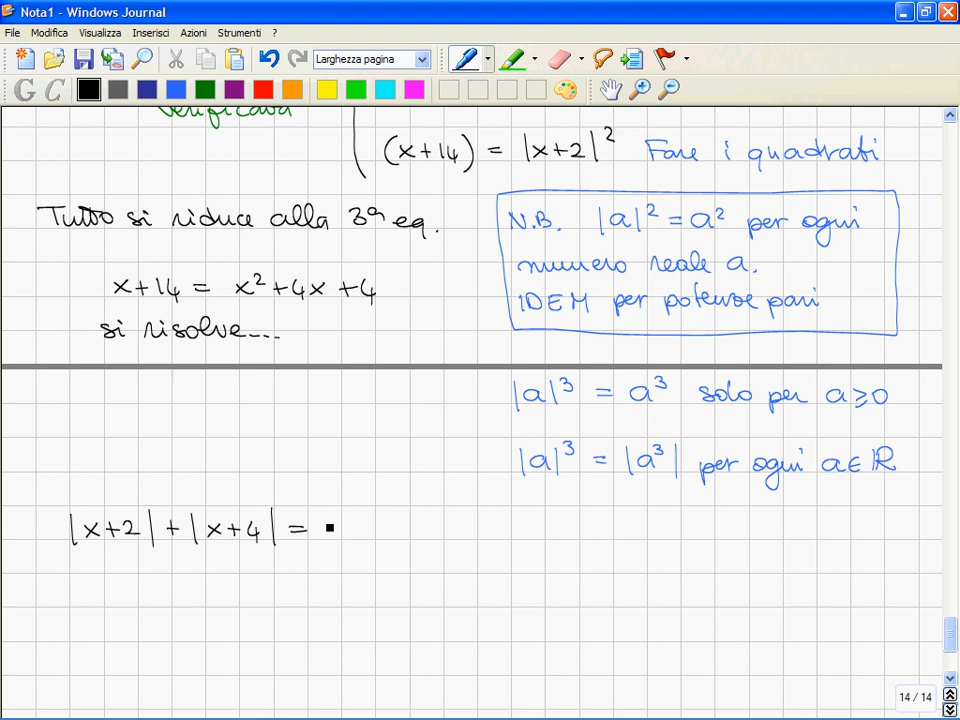 Nota1 - Windows Journal
File Modifica Visualizza Inserisci Azioni Strumenti ?
Larghezza pagina
G C
verificata
(x+14) = |x+2|² Fare i quadrati
Tutto si riduce alla 3ª eq.
N.B. |a|² = a² per ogni
numero reale a.
IDEM per potenze pari
x+14 = x²+4x+4
si risolve...
|a|³ = a³ solo per a≥0
|a|³ = |a³| per ogni a∈ℝ
|x+2|+|x+4| =
14 / 14